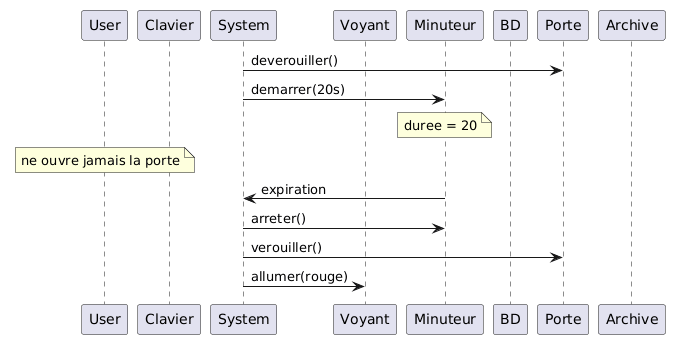 User Clavier System Voyant Minuteur BD Porte Archive
deverouiller()
demarrer(20s)
duree = 20
ne ouvre jamais la porte
expiration
arreter()
verouiller()
allumer(rouge)
User Clavier System Voyant Minuteur BD Porte Archive